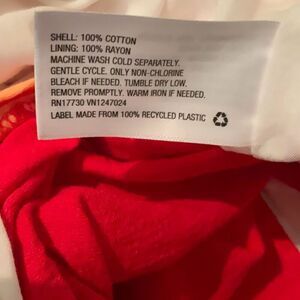 SHELL: 100% COTTON
LINING: 100% RAYON
MACHINE WASH COLD SEPARATELY.
GENTLE CYCLE. ONLY NON-CHLORINE
BLEACH IF NEEDED. TUMBLE DRY LOW.
REMOVE PROMPTLY. WARM IRON IF NEEDED.
RN17730 VN1247024
LABEL MADE FROM 100% RECYCLED PLASTIC